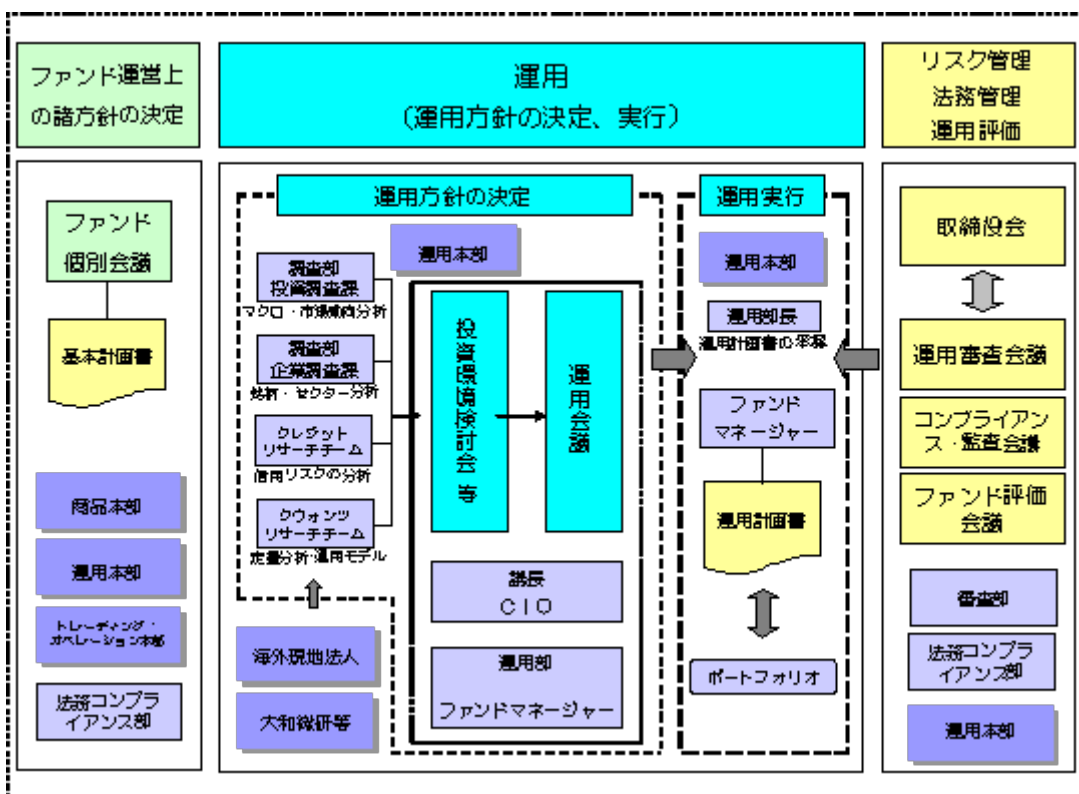 ファンド運営上
の諸方針の決定
運用
(運用方針の決定、実行)
リスク管理
法務管理
運用評価
ファンド
個別会議
基本計画書
商品本部
運用本部
トレーディング・
オペレーション本部
法務コンプラ
イアンス部
運用方針の決定
運用本部
調査部
投資調査課
マクロ・市場動向分析
調査部
企業調査課
銘柄・セクター分析
クレジット
リサーチチーム
信用リスクの分析
クウォンツ
リサーチチーム
定量分析・運用モデル
海外現地法人
大和総研等
投資環境検討会 等
運用会議
議長
CIO
運用部
ファンドマネージャー
運用実行
運用本部
運用部長
運用計画書の承認
ファンド
マネージャー
運用計画書
ポートフォリオ
取締役会
運用審査会議
コンプライアン
ス・監査会議
ファンド評価
会議
審査部
法務コンプラ
イアンス部
運用本部